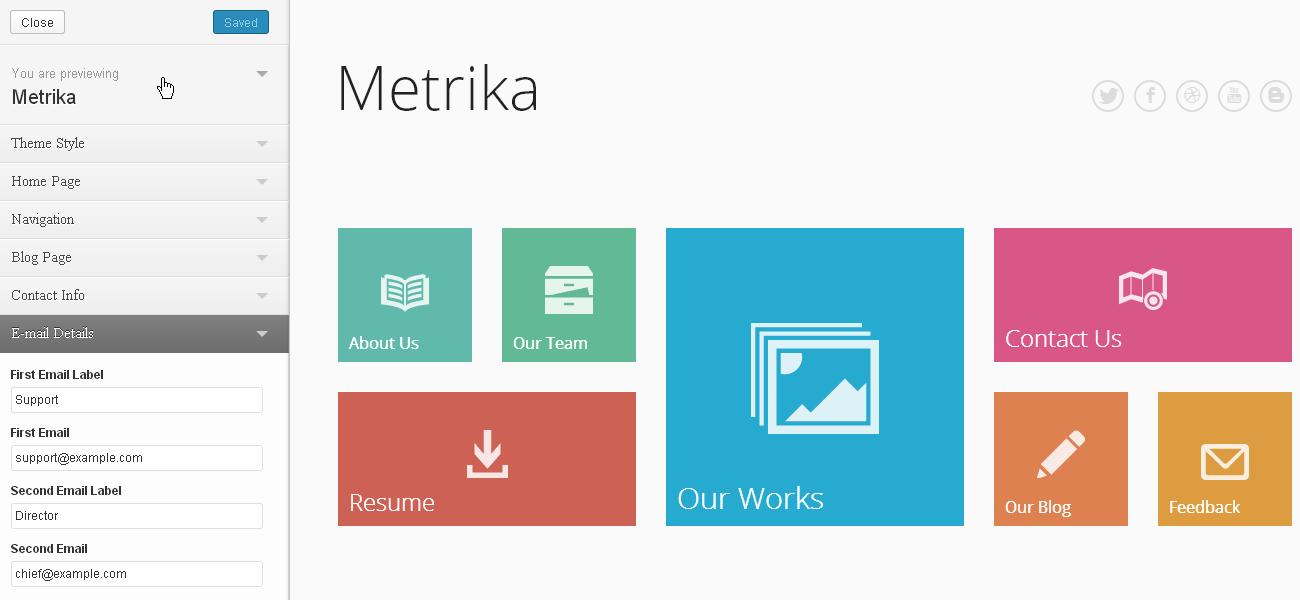 Close
Saved
You are previewing
Metrika
Theme Style
Home Page
Navigation
Blog Page
Contact Info
E-mail Details
First Email Label
Support
First Email
support@example.com
Second Email Label
Director
Second Email
chief@example.com
Metrika
About Us
Our Team
Our Works
Contact Us
Resume
Our Blog
Feedback